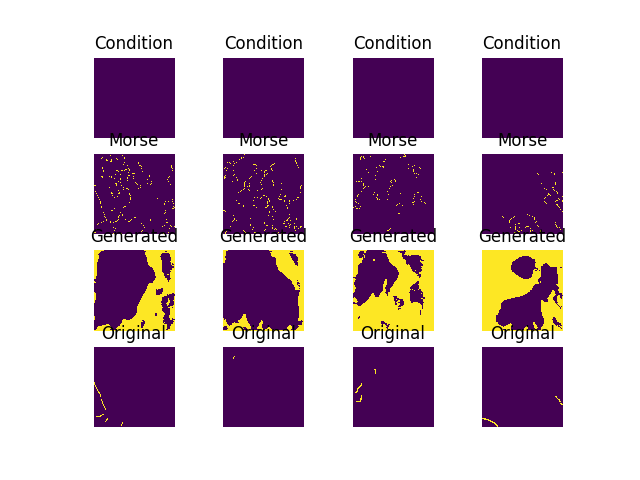 Condition Condition Condition Condition
Morse Morse Morse Morse
Generated Generated Generated Generated
Original Original Original Original